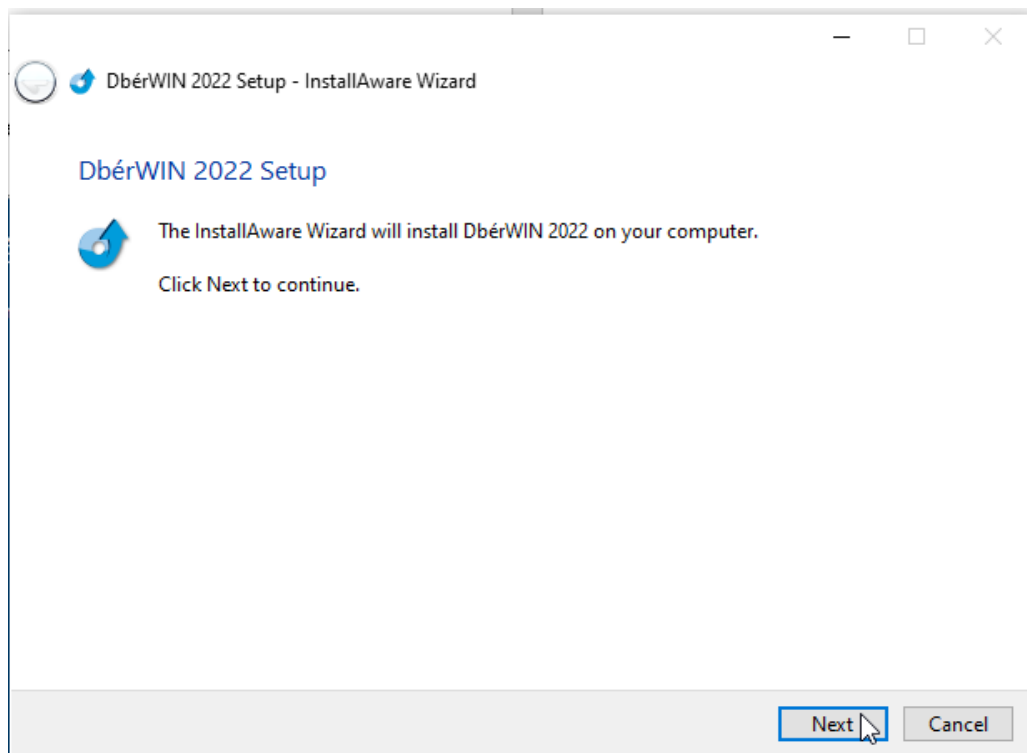 DbérWIN 2022 Setup - InstallAware Wizard
DbérWIN 2022 Setup
The InstallAware Wizard will install DbérWIN 2022 on your computer.
Click Next to continue.
Next
Cancel